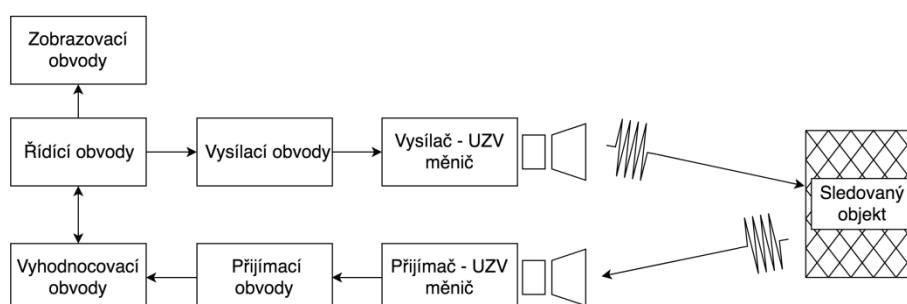 Zobrazovací
obvody
Řídící obvody
Vysílací obvody
Vysílač - UZV
měnič
Sledovaný
objekt
Vyhodnocovací
obvody
Přijímací
obvody
Přijímač - UZV
měnič